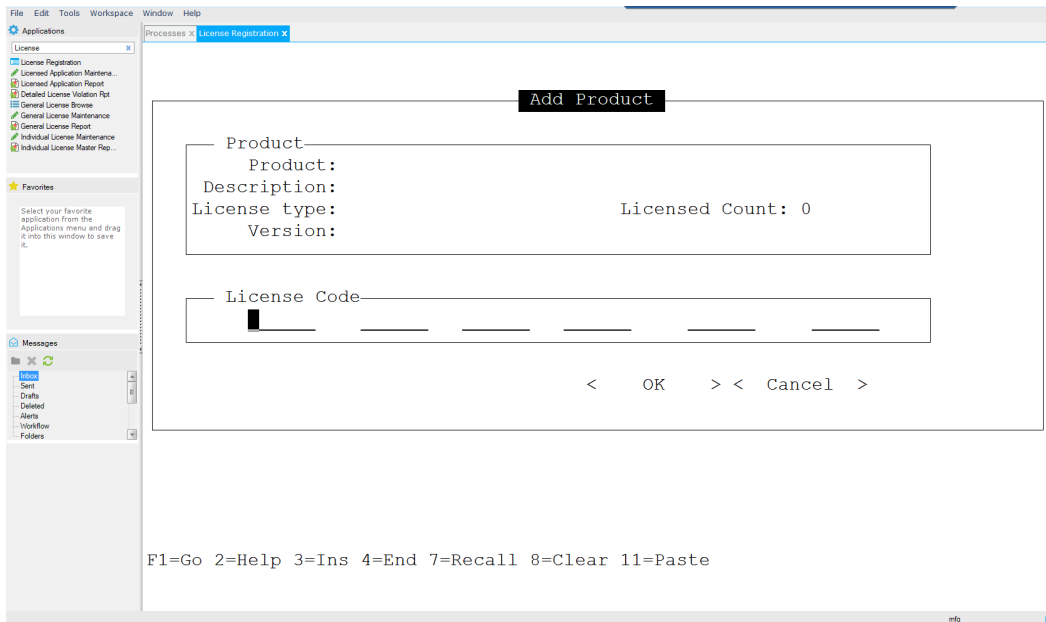 File Edit Tools Workspace Window Help
Applications
Processes X License Registration X
License X
License Registration
Licensed Application Maintena...
Licensed Application Report
Detailed License Violation Rpt
General License Browse
General License Maintenance
General License Report
Individual License Maintenance
Individual License Master Rep...
Favorites
Select your favorite
application from the
Applications menu and drag
it into this window to save
it.
Messages
Inbox
Sent
Drafts
Deleted
Alerts
Workflow
Folders
Add Product
Product
Product:
Description:
License type: Licensed Count: 0
Version:
License Code
< OK > < Cancel >
F1=Go 2=Help 3=Ins 4=End 7=Recall 8=Clear 11=Paste
mfg